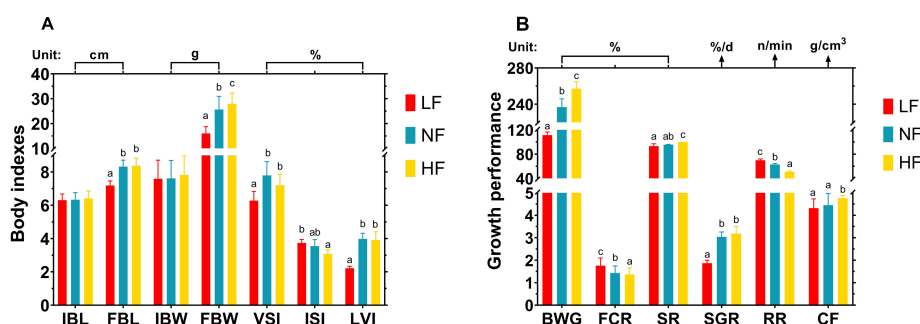 A
Unit: cm g %
Body indexes
40
30
20
10
8
6
4
2
0
a b b
a b c
a b b
b ab a
a b b
IBL FBL IBW FBW VSI ISI LVI
LF
NF
HF
B
Unit: % %/d n/min g/cm³
Growth performance
280
240
120
80
40
5
4
3
2
1
0
a b c
c b a
a ab c
a b b
c b a
a a b
BWG FCR SR SGR RR CF
LF
NF
HF